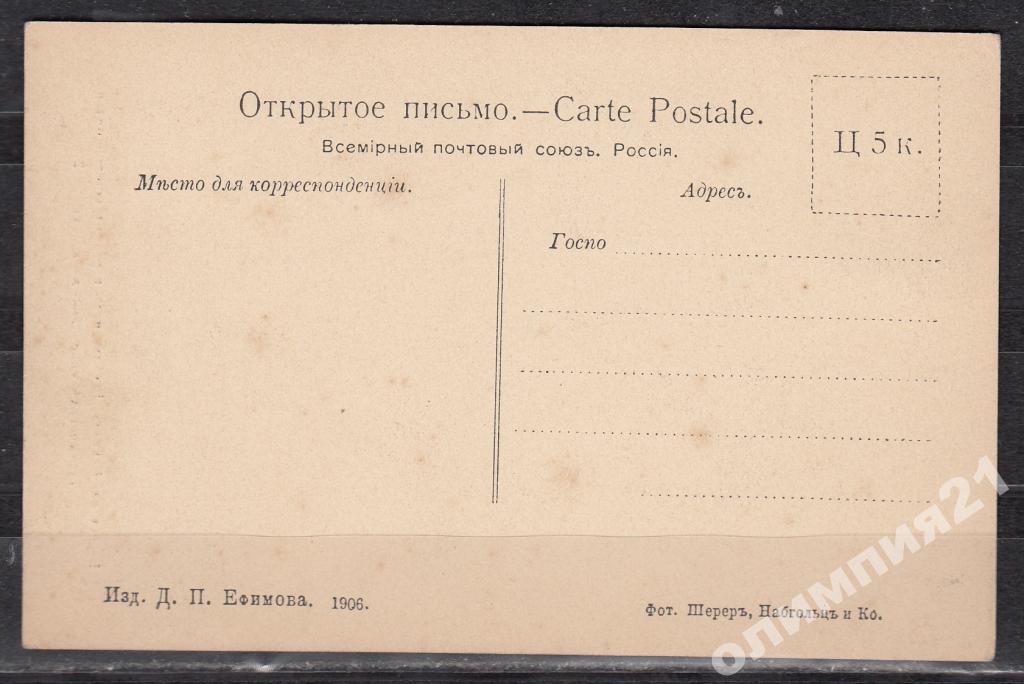 Открытое письмо.—Carte Postale.
Ц 5 к.
Всемірный почтовый союзъ. Россія.
Мѣсто для корреспонденціи.
Адресъ.
Госпо
Изд. Д. П. Ефимова. 1906.
Фот. Шереръ, Набгольцъ и Ко.
олимпия21